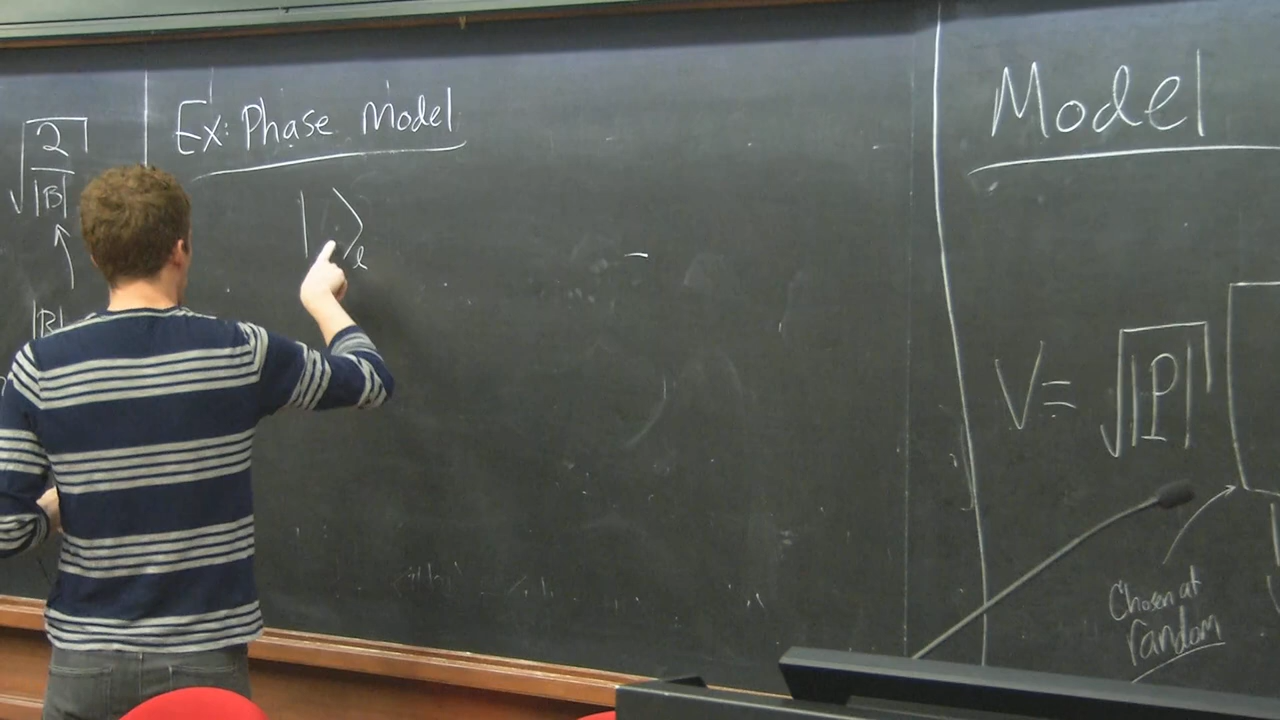 √2/|B|
|B|
Ex: Phase Model
| ⟩ℓ
Model
V = √|P|
Chosen at
random